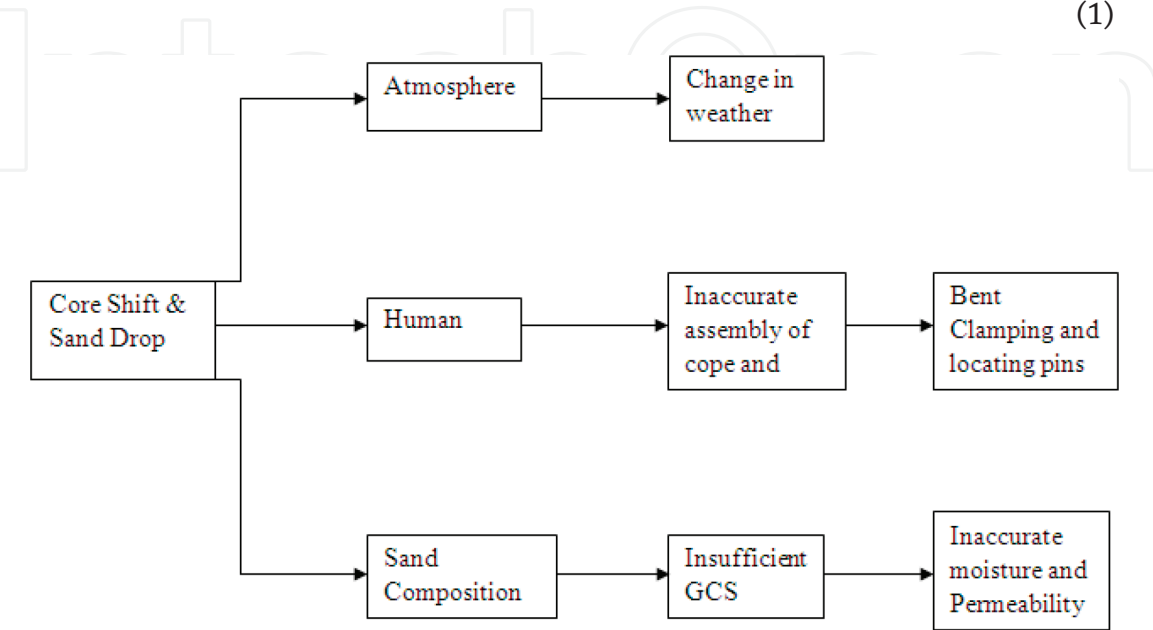 (1)
Atmosphere
Change in
weather
Core Shift &
Sand Drop
Human
Inaccurate
assembly of
cope and
Bent
Clamping and
locating pins
Sand
Composition
Insufficient
GCS
Inaccurate
moisture and
Permeability